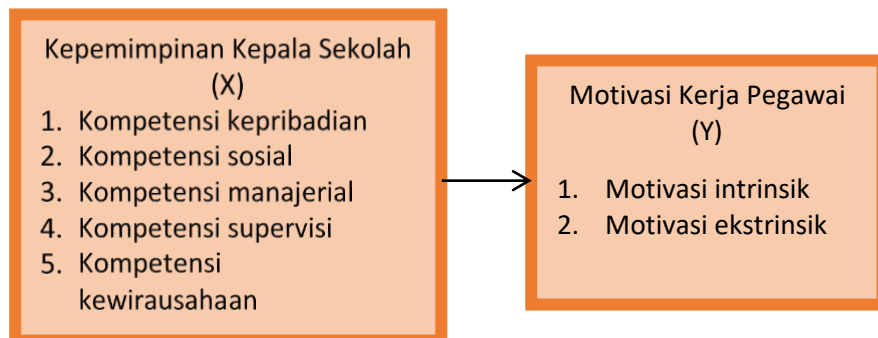 Kepemimpinan Kepala Sekolah
(X)
1. Kompetensi kepribadian
2. Kompetensi sosial
3. Kompetensi manajerial
4. Kompetensi supervisi
5. Kompetensi
kewirausahaan
Motivasi Kerja Pegawai
(Y)
1. Motivasi intrinsik
2. Motivasi ekstrinsik